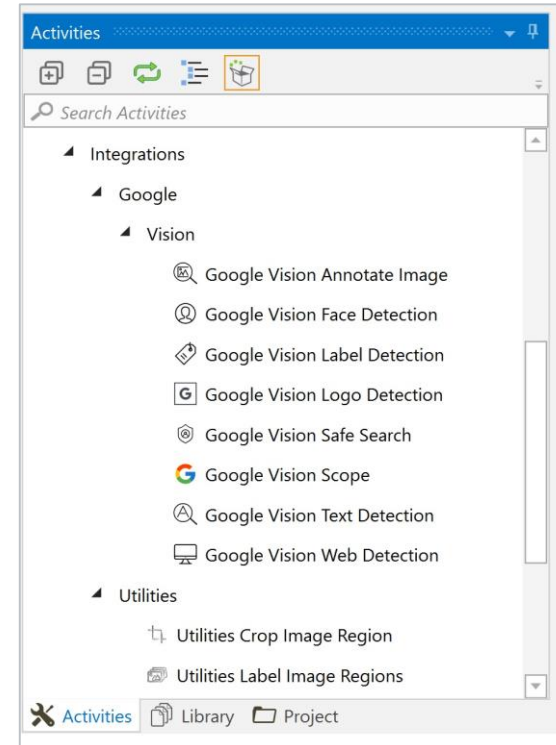 Activities
Search Activities
Integrations
Google
Vision
Google Vision Annotate Image
Google Vision Face Detection
Google Vision Label Detection
G Google Vision Logo Detection
Google Vision Safe Search
G Google Vision Scope
A Google Vision Text Detection
Google Vision Web Detection
Utilities
Utilities Crop Image Region
Utilities Label Image Regions
Activities Library Project